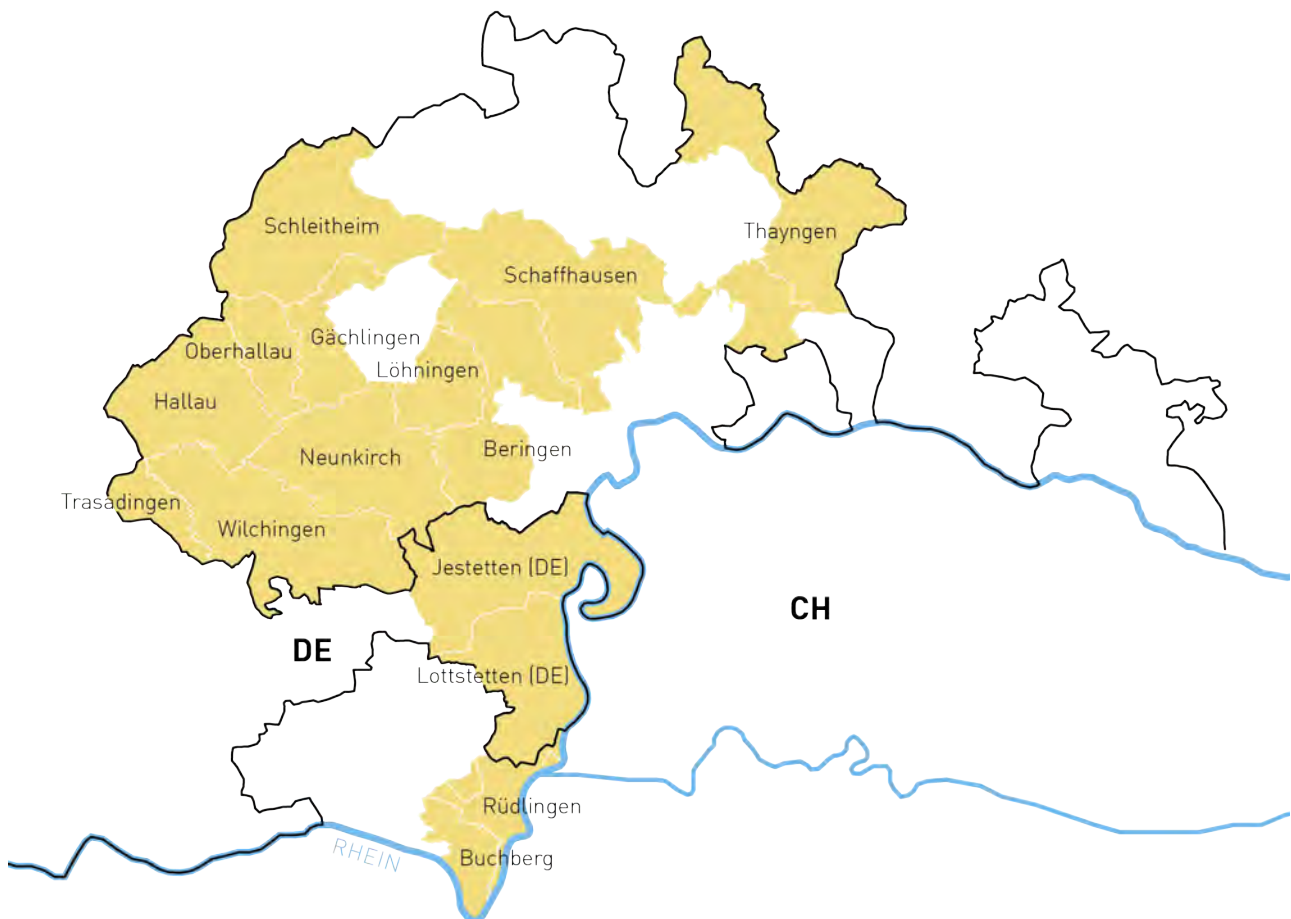 Schleitheim
Thayngen
Schaffhausen
Gächlingen
Oberhallau
Löhningen
Hallau
Neunkirch
Beringen
Trasadingen
Wilchingen
Jestetten (DE)
CH
DE
Lottstetten (DE)
Rüdlingen
RHEIN
Buchberg